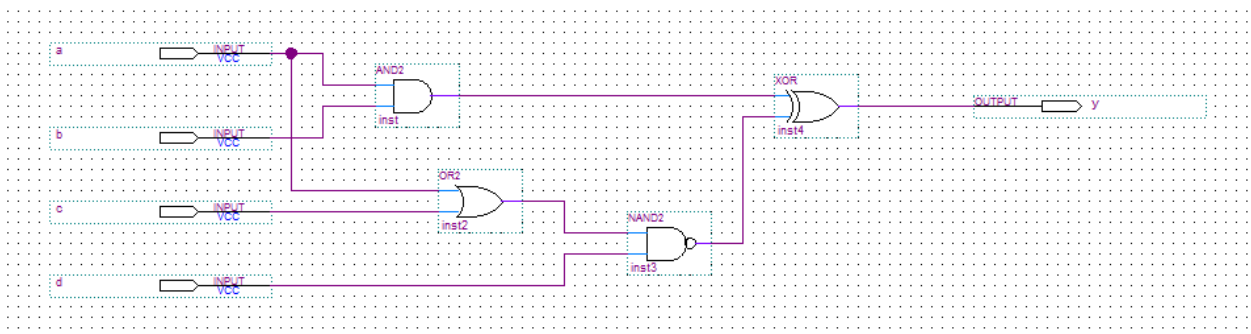 a INPUT
VCC
AND2
inst
XOR
inst4
OUTPUT y
b INPUT
VCC
OR2
inst2
c INPUT
VCC
NAND2
inst3
d INPUT
VCC